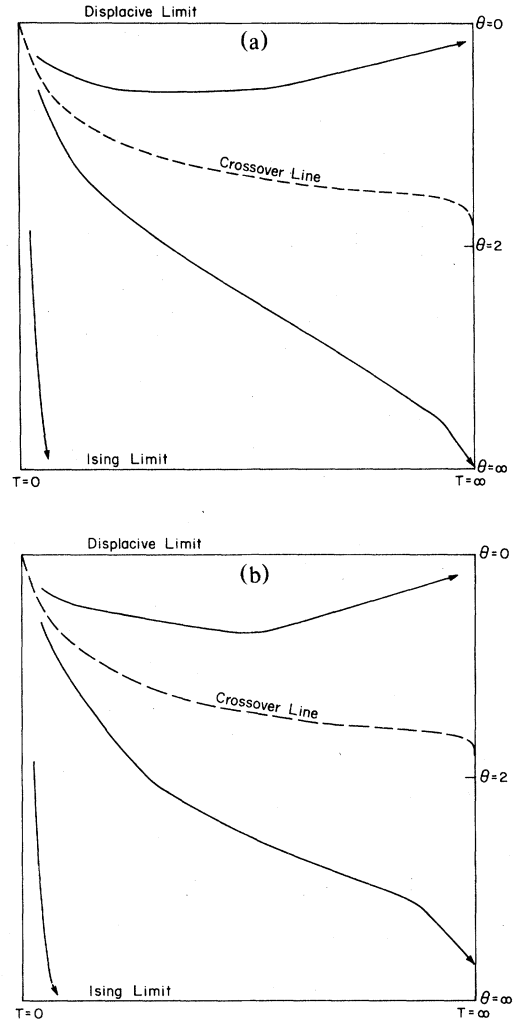 Displacive Limit
θ=0
(a)
Crossover Line
θ=2
Ising Limit
θ=∞
T=0
T=∞
Displacive Limit
θ=0
(b)
Crossover Line
θ=2
Ising Limit
θ=∞
T=0
T=∞